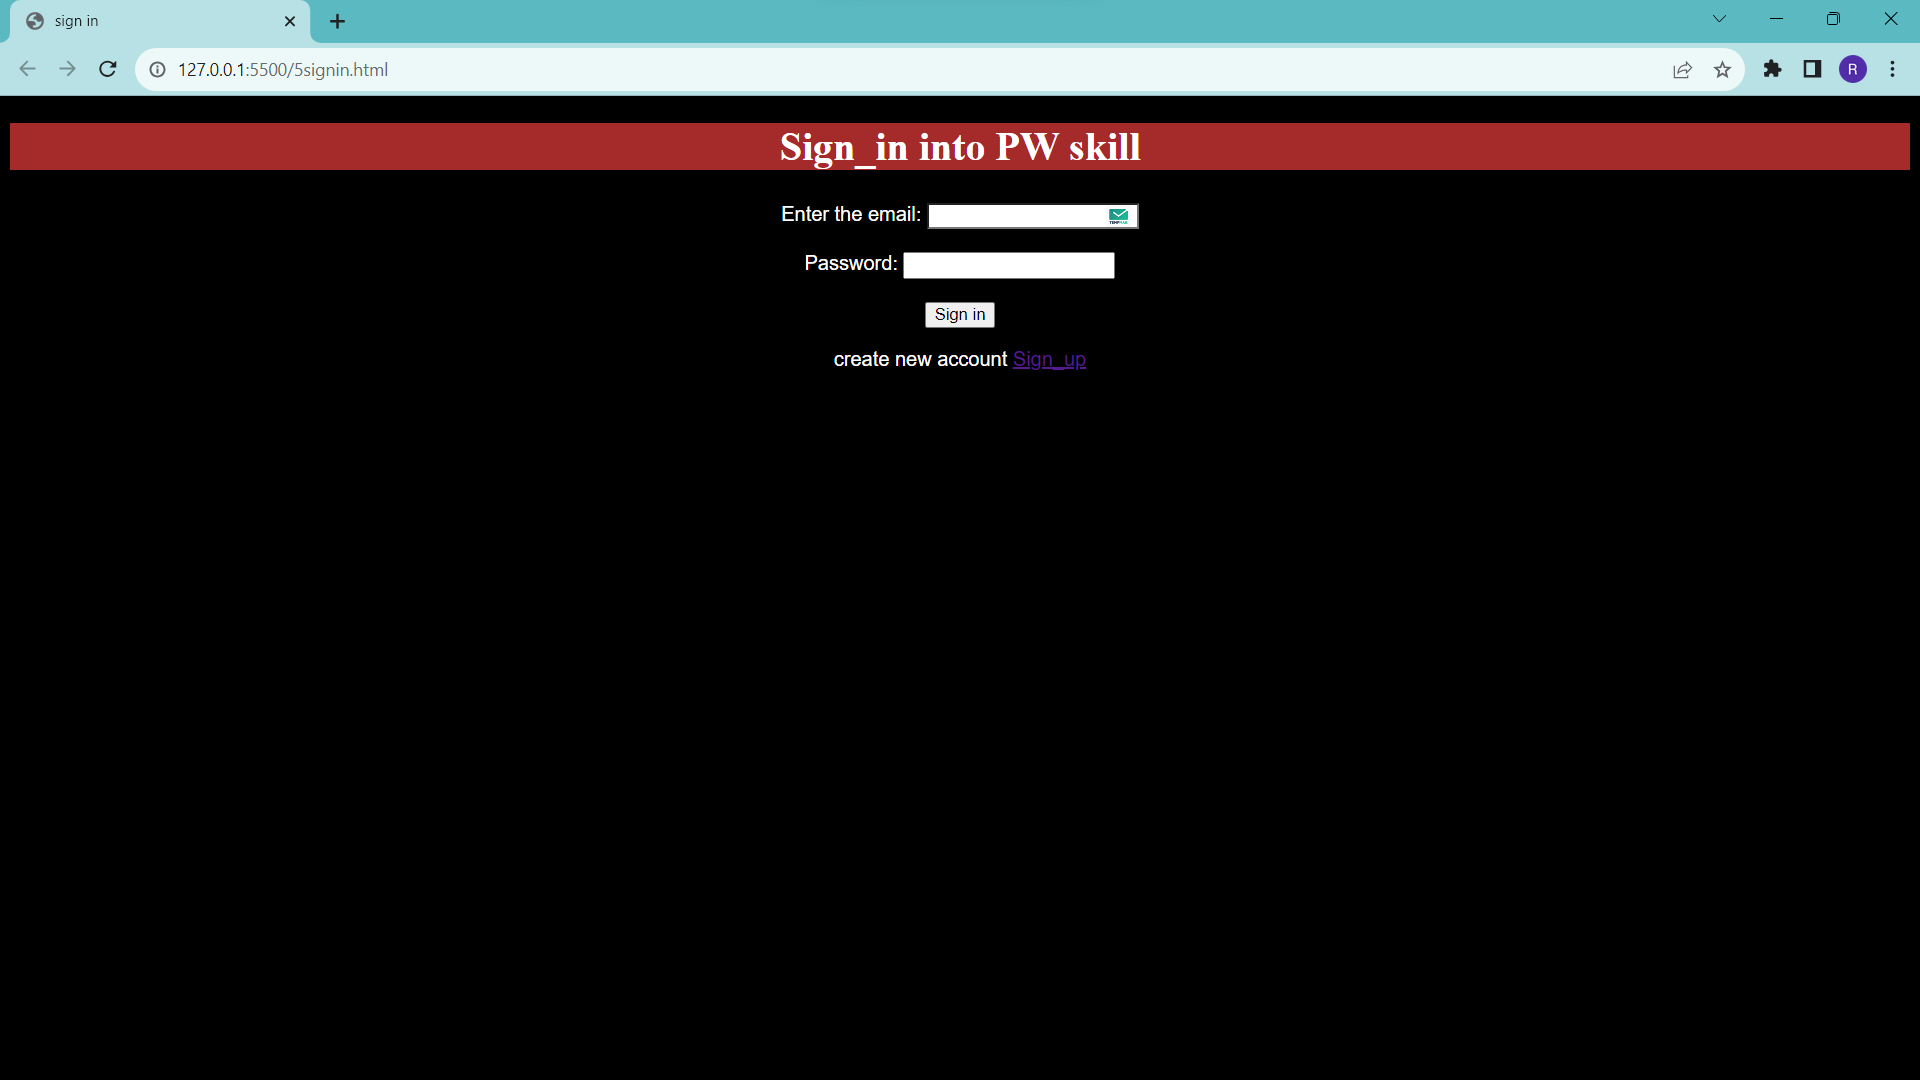 sign in
127.0.0.1:5500/5signin.html
R
Sign_in into PW skill
Enter the email:
Password:
Sign in
create new account Sign_up